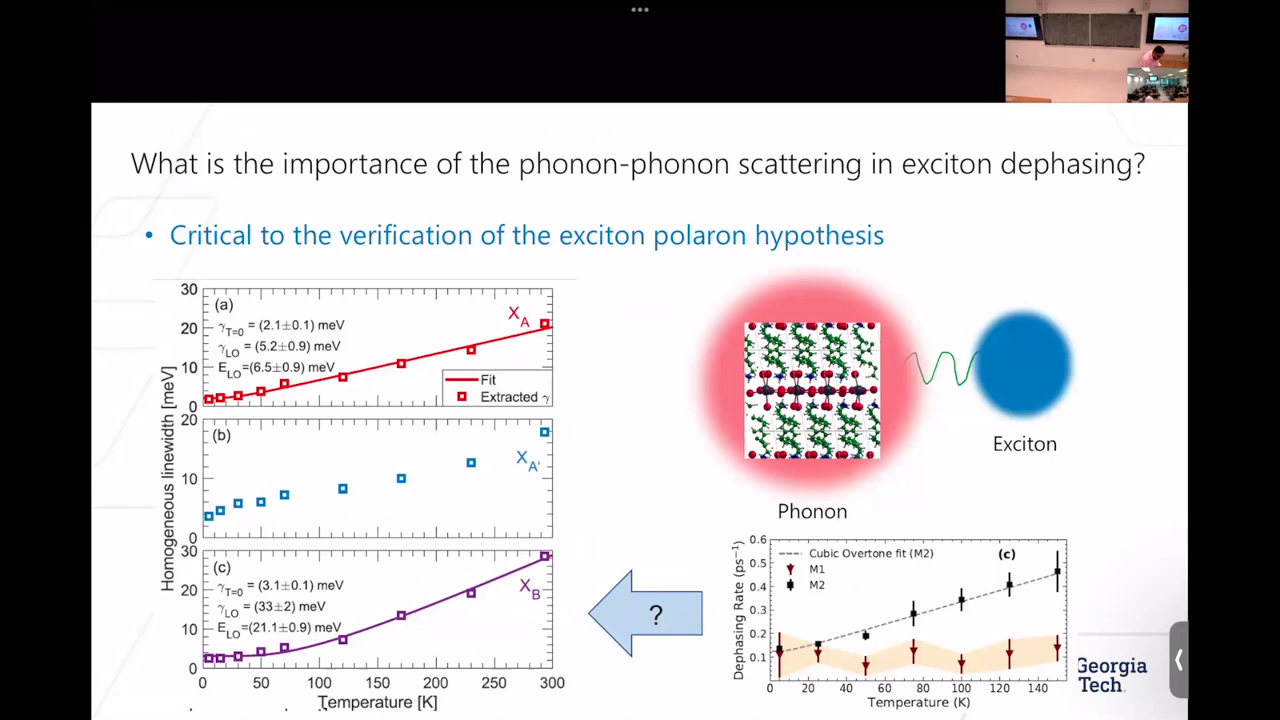 What is the importance of the phonon-phonon scattering in exciton dephasing?
• Critical to the verification of the exciton polaron hypothesis
Homogeneous linewidth [meV]
30
20
10
0
(a)
γT=0 = (2.1±0.1) meV
γLO = (5.2±0.9) meV
ELO=(6.5±0.9) meV
XA
Fit
Extracted γ
20
10
0
(b)
XA'
30
20
10
0
(c)
γT=0 = (3.1±0.1) meV
γLO = (33±2) meV
ELO=(21.1±0.9) meV
XB
0 50 100 150 200 250 300
Temperature [K]
Exciton
Phonon
?
Dephasing Rate (ps⁻¹)
0.6
0.5
0.4
0.3
0.2
0.1
Cubic Overtone fit (M2)
M1
M2
(c)
0 20 40 60 80 100 120 140
Temperature (K)
Georgia
Tech